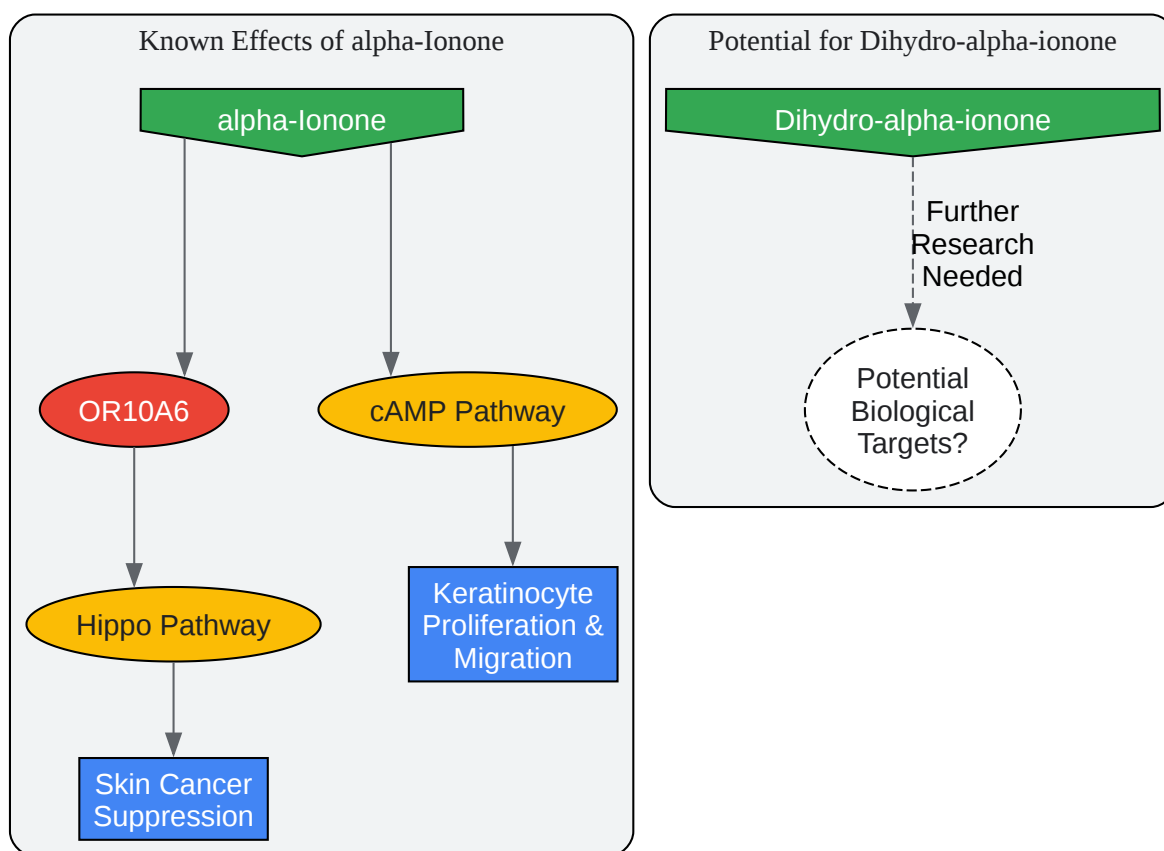 Known Effects of alpha-Ionone
alpha-Ionone
OR10A6
cAMP Pathway
Hippo Pathway
Keratinocyte
Proliferation &
Migration
Skin Cancer
Suppression
Potential for Dihydro-alpha-ionone
Dihydro-alpha-ionone
Further
Research
Needed
Potential
Biological
Targets?